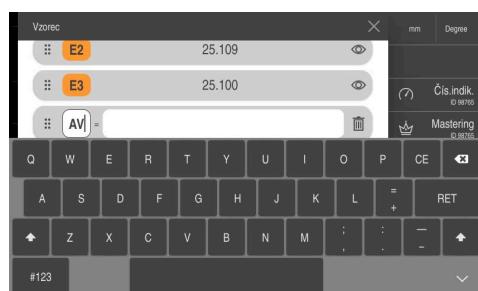 Vzorec
mm
Degree
E2
25.109
E3
25.100
Čís.indik.
ID 98765
AV =
Mastering
ID 98765
Q W E R T Y U I O P CE
A S D F G H J K L = + RET
Z X C V B N M ; , : . — –
#123